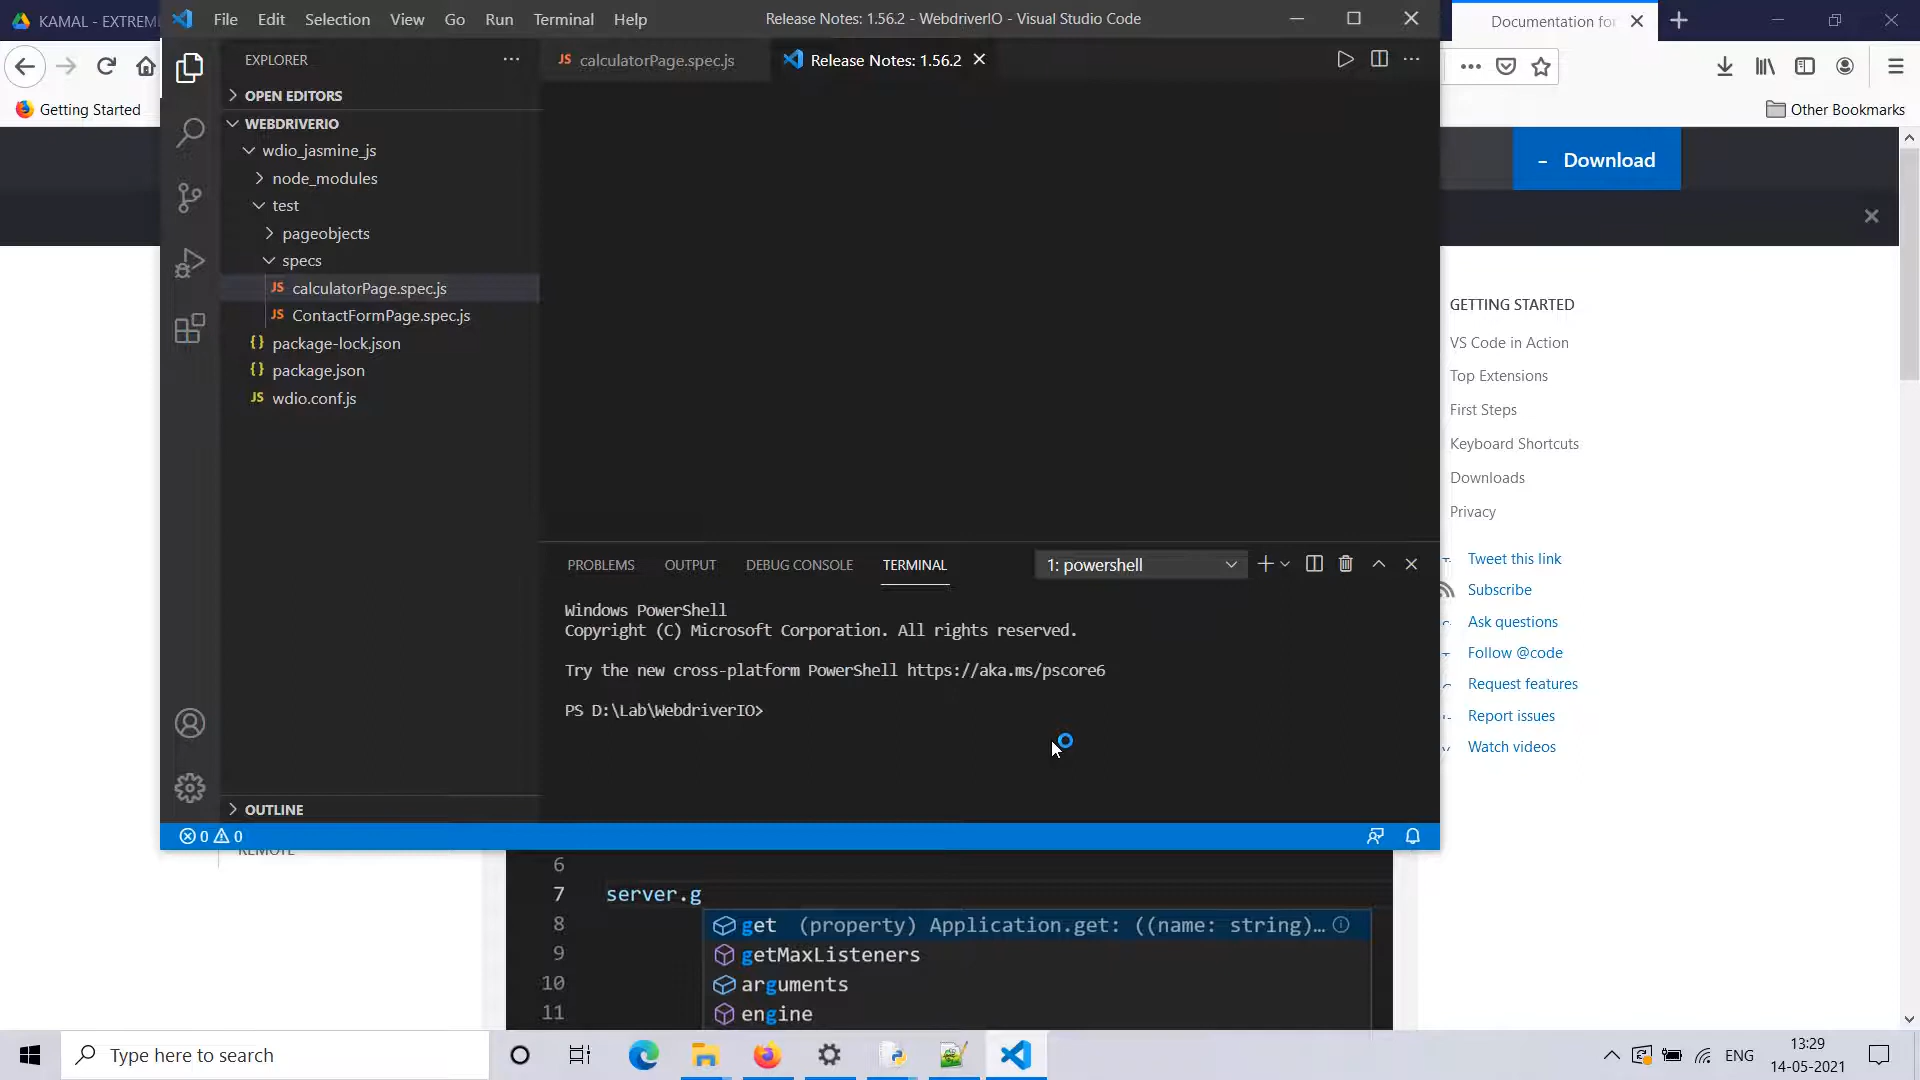 KAMAL - EXTREM
File Edit Selection View Go Run Terminal Help
Release Notes: 1.56.2 - WebdriverIO - Visual Studio Code
Documentation fo
Getting Started
Other Bookmarks
EXPLORER
JS calculatorPage.spec.js
Release Notes: 1.56.2
OPEN EDITORS
WEBDRIVERIO
wdio_jasmine_js
node_modules
test
pageobjects
specs
JS calculatorPage.spec.js
JS ContactFormPage.spec.js
{} package-lock.json
{} package.json
JS wdio.conf.js
OUTLINE
PROBLEMS OUTPUT DEBUG CONSOLE TERMINAL
1: powershell
Windows PowerShell
Copyright (C) Microsoft Corporation. All rights reserved.
Try the new cross-platform PowerShell https://aka.ms/pscore6
PS D:\Lab\WebdriverIO>
0 0
Download
GETTING STARTED
VS Code in Action
Top Extensions
First Steps
Keyboard Shortcuts
Downloads
Privacy
Tweet this link
Subscribe
Ask questions
Follow @code
Request features
Report issues
Watch videos
REMOTE
6
7 server.g
8 get (property) Application.get: ((name: string)…
9 getMaxListeners
10 arguments
11 engine
Type here to search
ENG
13:29
14-05-2021